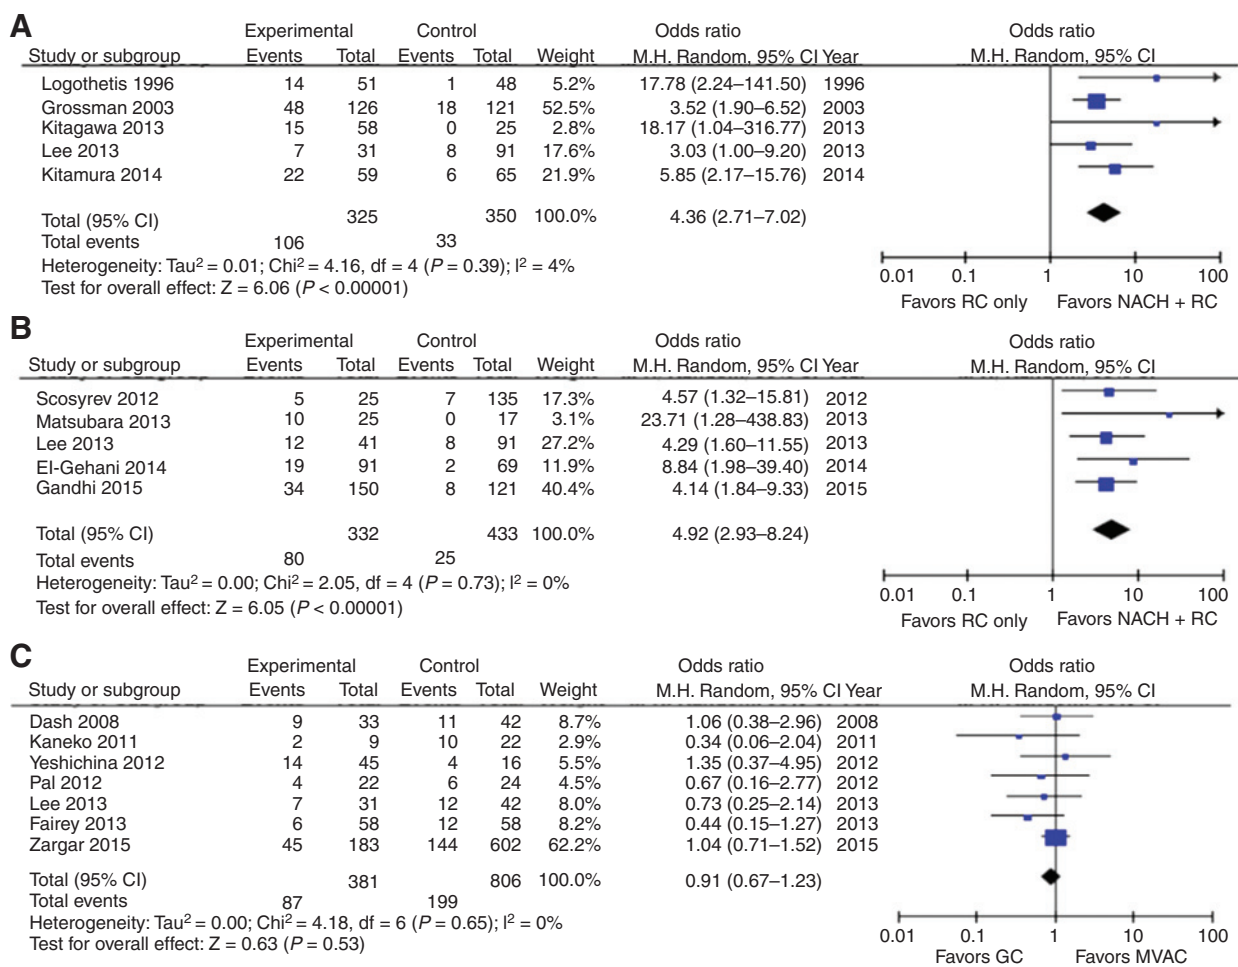 A
Experimental Control Odds ratio Odds ratio
Study or subgroup Events Total Events Total Weight M.H. Random, 95% CI Year M.H. Random, 95% CI
Logothetis 1996 14 51 1 48 5.2% 17.78 (2.24–141.50) 1996
Grossman 2003 48 126 18 121 52.5% 3.52 (1.90–6.52) 2003
Kitagawa 2013 15 58 0 25 2.8% 18.17 (1.04–316.77) 2013
Lee 2013 7 31 8 91 17.6% 3.03 (1.00–9.20) 2013
Kitamura 2014 22 59 6 65 21.9% 5.85 (2.17–15.76) 2014
Total (95% CI) 325 350 100.0% 4.36 (2.71–7.02)
Total events 106 33
Heterogeneity: Tau² = 0.01; Chi² = 4.16, df = 4 (P = 0.39); I² = 4%
Test for overall effect: Z = 6.06 (P < 0.00001)
0.01 0.1 1 10 100
Favors RC only Favors NACH + RC
B
Experimental Control Odds ratio Odds ratio
Study or subgroup Events Total Events Total Weight M.H. Random, 95% CI Year M.H. Random, 95% CI
Scosyrev 2012 5 25 7 135 17.3% 4.57 (1.32–15.81) 2012
Matsubara 2013 10 25 0 17 3.1% 23.71 (1.28–438.83) 2013
Lee 2013 12 41 8 91 27.2% 4.29 (1.60–11.55) 2013
El-Gehani 2014 19 91 2 69 11.9% 8.84 (1.98–39.40) 2014
Gandhi 2015 34 150 8 121 40.4% 4.14 (1.84–9.33) 2015
Total (95% CI) 332 433 100.0% 4.92 (2.93–8.24)
Total events 80 25
Heterogeneity: Tau² = 0.00; Chi² = 2.05, df = 4 (P = 0.73); I² = 0%
Test for overall effect: Z = 6.05 (P < 0.00001)
0.01 0.1 1 10 100
Favors RC only Favors NACH + RC
C
Experimental Control Odds ratio Odds ratio
Study or subgroup Events Total Events Total Weight M.H. Random, 95% CI Year M.H. Random, 95% CI
Dash 2008 9 33 11 42 8.7% 1.06 (0.38–2.96) 2008
Kaneko 2011 2 9 10 22 2.9% 0.34 (0.06–2.04) 2011
Yeshichina 2012 14 45 4 16 5.5% 1.35 (0.37–4.95) 2012
Pal 2012 4 22 6 24 4.5% 0.67 (0.16–2.77) 2012
Lee 2013 7 31 12 42 8.0% 0.73 (0.25–2.14) 2013
Fairey 2013 6 58 12 58 8.2% 0.44 (0.15–1.27) 2013
Zargar 2015 45 183 144 602 62.2% 1.04 (0.71–1.52) 2015
Total (95% CI) 381 806 100.0% 0.91 (0.67–1.23)
Total events 87 199
Heterogeneity: Tau² = 0.00; Chi² = 4.18, df = 6 (P = 0.65); I² = 0%
Test for overall effect: Z = 0.63 (P = 0.53)
0.01 0.1 1 10 100
Favors GC Favors MVAC